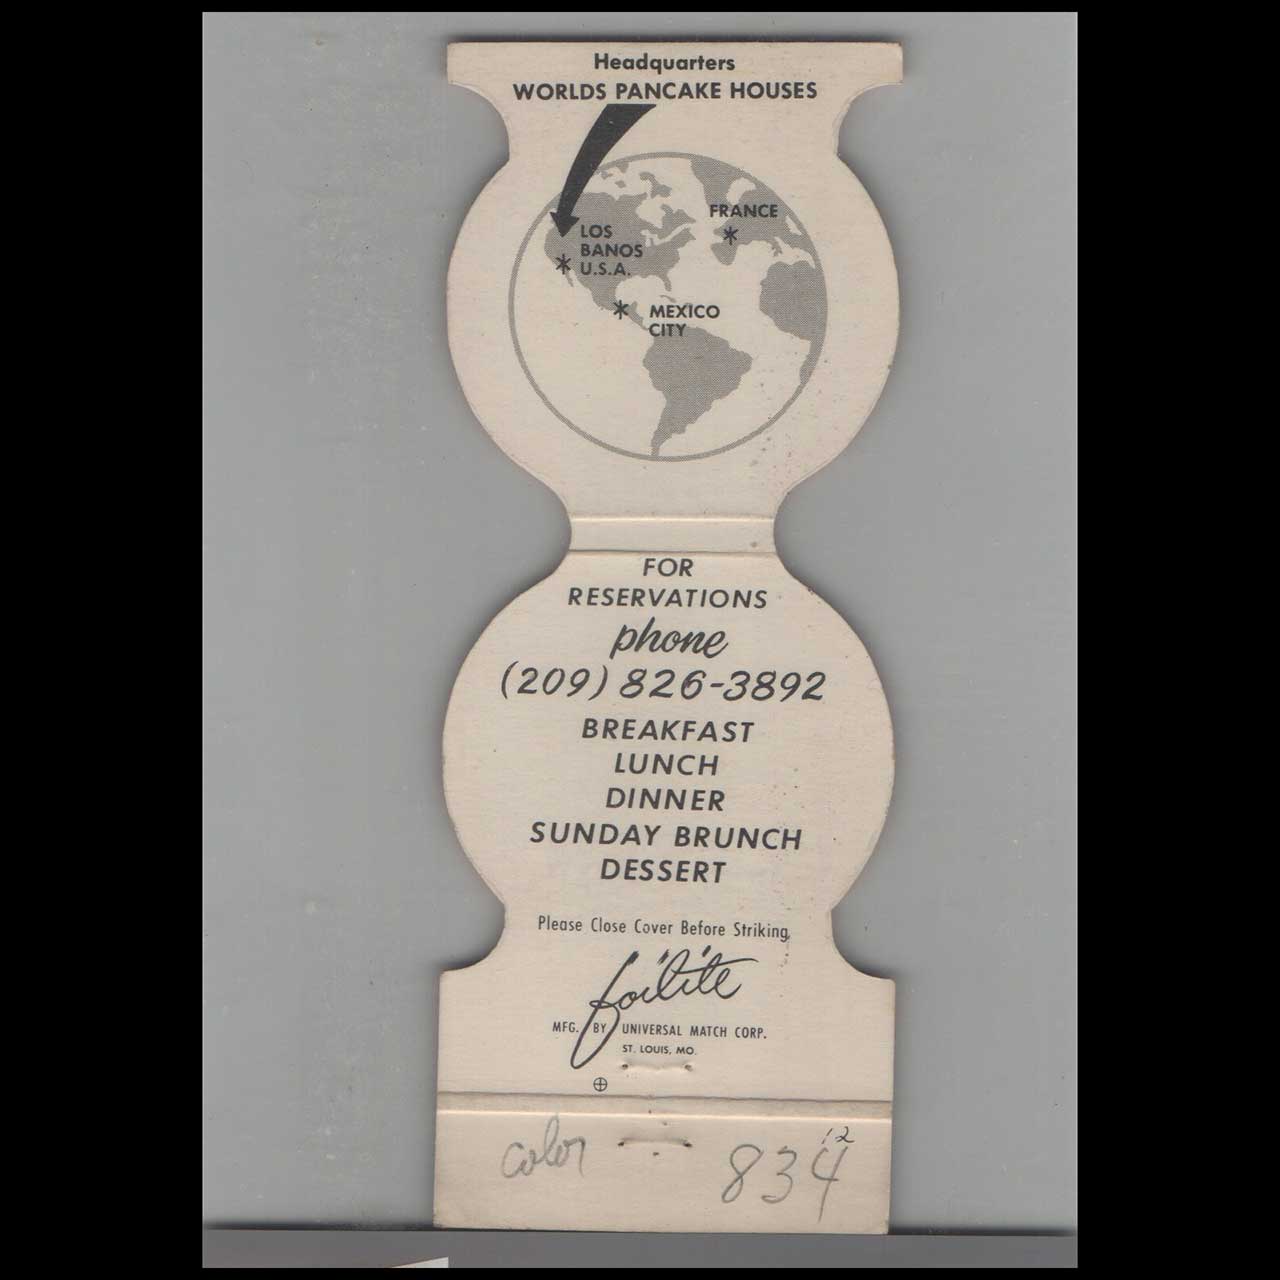 Headquarters
WORLDS PANCAKE HOUSES
FRANCE
LOS
BANOS
U.S.A.
MEXICO
CITY
FOR
RESERVATIONS
phone
(209) 826-3892
BREAKFAST
LUNCH
DINNER
SUNDAY BRUNCH
DESSERT
Please Close Cover Before Striking
foilite
MFG. BY UNIVERSAL MATCH CORP.
ST. LOUIS, MO.
color
834 12